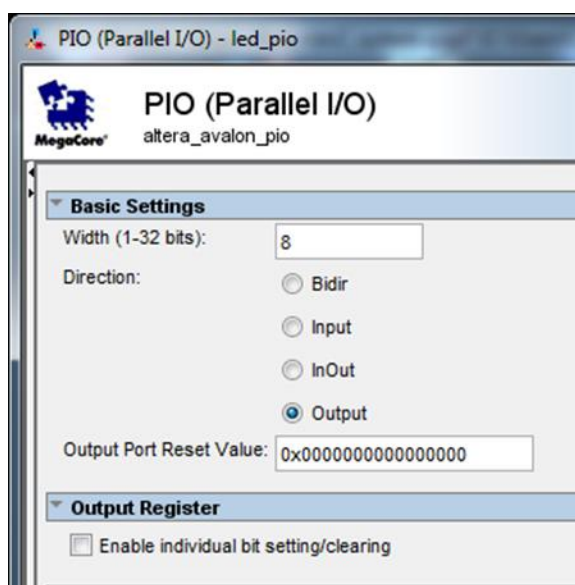 PIO (Parallel I/O) - led_pio
PIO (Parallel I/O)
altera_avalon_pio
MegaCore®
Basic Settings
Width (1-32 bits): 8
Direction: Bidir
Input
InOut
Output
Output Port Reset Value: 0x0000000000000000
Output Register
Enable individual bit setting/clearing